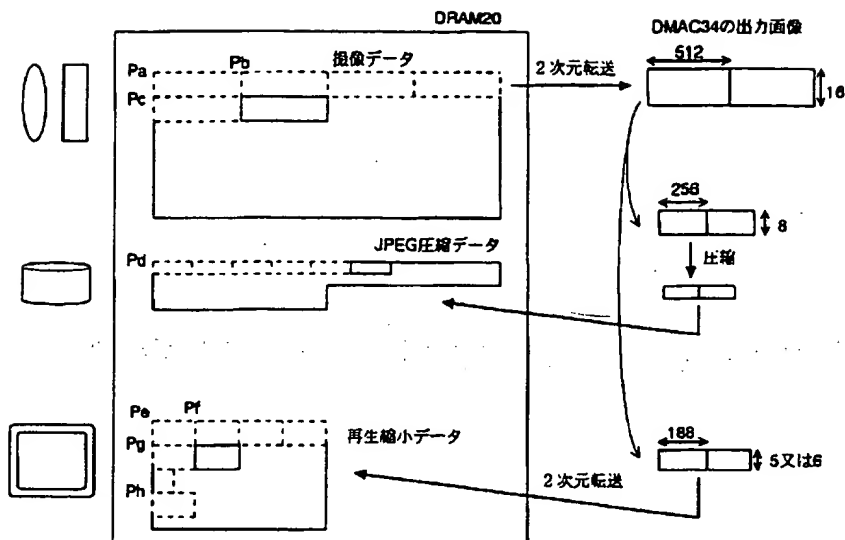 DRAM20
DMAC34の出力画像
Pa
Pb
撮像データ
2次元転送
512
16
Pc
256
8
JPEG圧縮データ
Pd
圧縮
Pe
Pf
再生縮小データ
188
5又は6
Pg
2次元転送
Ph